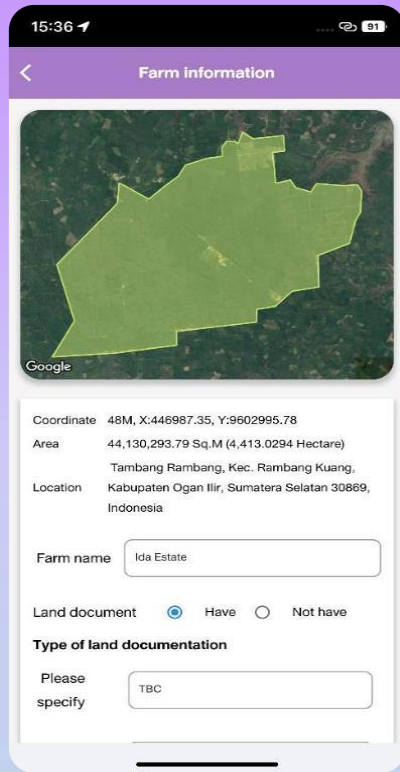 15:36
91
Farm information
Google
Coordinate 48M, X:446987.35, Y:9602995.78
Area 44,130,293.79 Sq.M (4,413.0294 Hectare)
Location Tambang Rambang, Kec. Rambang Kuang,
Kabupaten Ogan Ilir, Sumatera Selatan 30869,
Indonesia
Farm name Ida Estate
Land document Have Not have
Type of land documentation
Please
specify
TBC